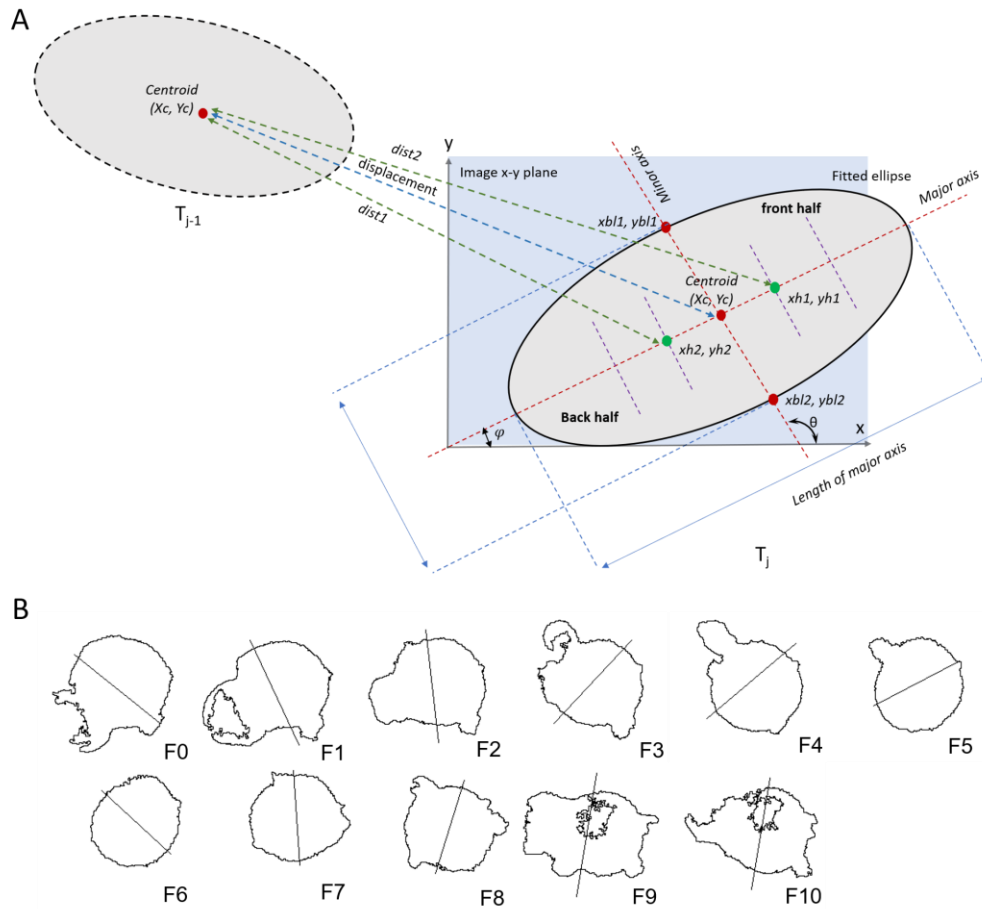 A
Centroid
(Xc, Yc)
T_{j-1}
dist2
displacement
dist1
y
Image x-y plane
Minor axis
Fitted ellipse
Major axis
front half
xbl1, ybl1
Centroid
(Xc, Yc)
xh1, yh1
xh2, yh2
xbl2, ybl2
Back half
φ
θ
x
Length of major axis
T_j
B
F0
F1
F2
F3
F4
F5
F6
F7
F8
F9
F10